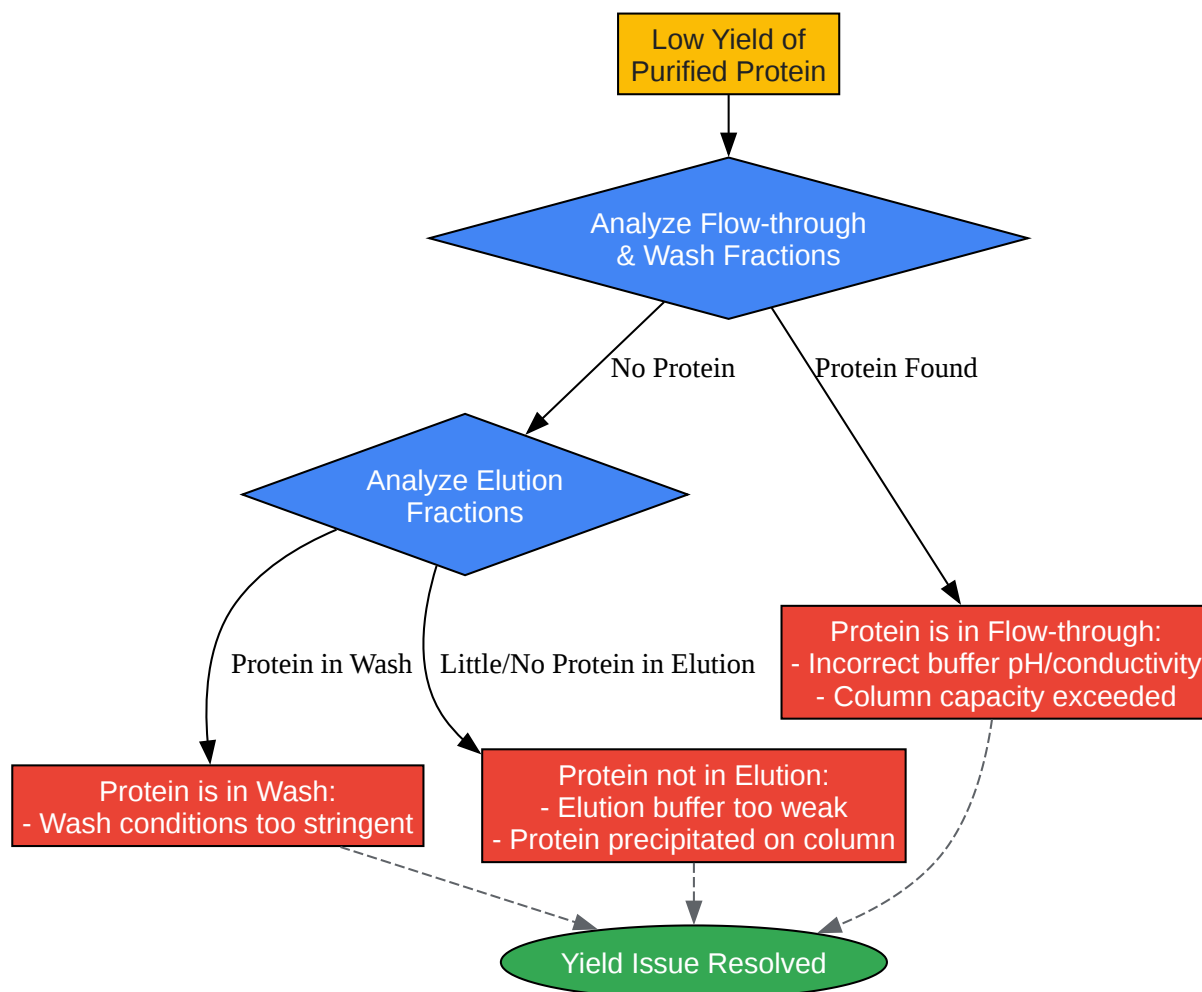 Low Yield of
Purified Protein
Analyze Flow-through
& Wash Fractions
No Protein
Protein Found
Analyze Elution
Fractions
Protein in Wash
Little/No Protein in Elution
Protein is in Flow-through:
- Incorrect buffer pH/conductivity
- Column capacity exceeded
Protein is in Wash:
- Wash conditions too stringent
Protein not in Elution:
- Elution buffer too weak
- Protein precipitated on column
Yield Issue Resolved